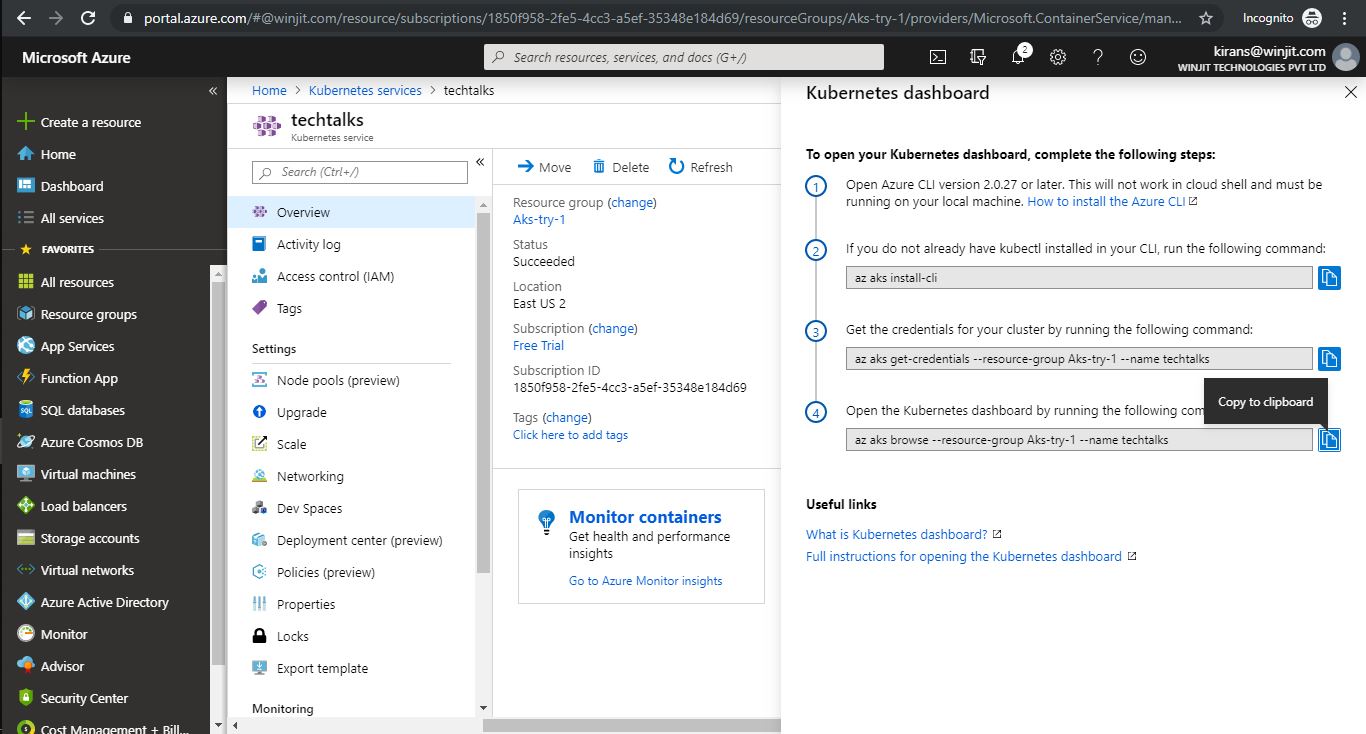 portal.azure.com/#@winjit.com/resource/subscriptions/1850f958-2fe5-4cc3-a5ef-35348e184d69/resourceGroups/Aks-try-1/providers/Microsoft.ContainerService/man...
Incognito
Microsoft Azure
Search resources, services, and docs (G+/)
2
kirans@winjit.com
WINJIT TECHNOLOGIES PVT LTD
Create a resource
Home
Dashboard
All services
FAVORITES
All resources
Resource groups
App Services
Function App
SQL databases
Azure Cosmos DB
Virtual machines
Load balancers
Storage accounts
Virtual networks
Azure Active Directory
Monitor
Advisor
Security Center
Cost Management + Bill...
Home > Kubernetes services > techtalks
techtalks
Kubernetes service
Search (Ctrl+/)
Overview
Activity log
Access control (IAM)
Tags
Settings
Node pools (preview)
Upgrade
Scale
Networking
Dev Spaces
Deployment center (preview)
Policies (preview)
Properties
Locks
Export template
Monitoring
Move Delete Refresh
Resource group (change)
Aks-try-1
Status
Succeeded
Location
East US 2
Subscription (change)
Free Trial
Subscription ID
1850f958-2fe5-4cc3-a5ef-35348e184d69
Tags (change)
Click here to add tags
Monitor containers
Get health and performance
insights
Go to Azure Monitor insights
Kubernetes dashboard
To open your Kubernetes dashboard, complete the following steps:
1 Open Azure CLI version 2.0.27 or later. This will not work in cloud shell and must be
running on your local machine. How to install the Azure CLI
2 If you do not already have kubectl installed in your CLI, run the following command:
az aks install-cli
3 Get the credentials for your cluster by running the following command:
az aks get-credentials --resource-group Aks-try-1 --name techtalks
Copy to clipboard
4 Open the Kubernetes dashboard by running the following com
az aks browse --resource-group Aks-try-1 --name techtalks
Useful links
What is Kubernetes dashboard?
Full instructions for opening the Kubernetes dashboard